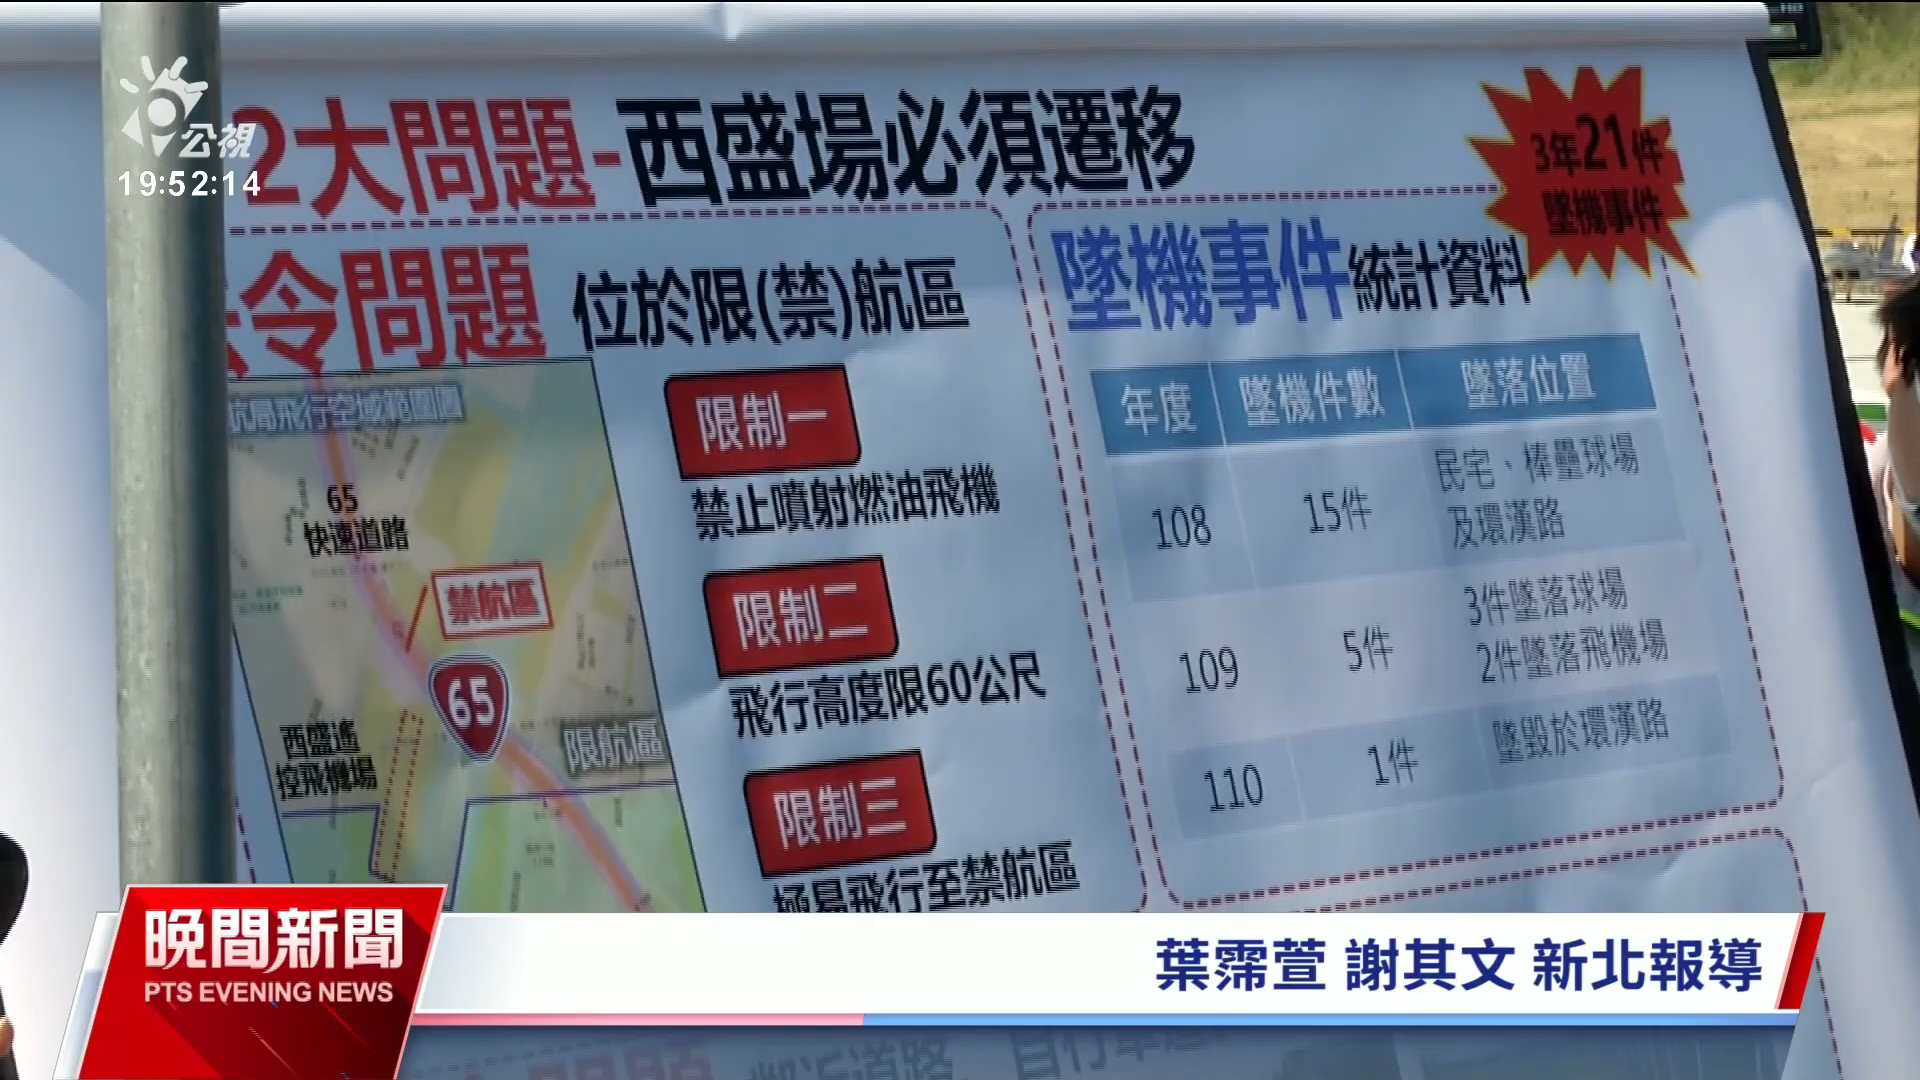 公視
19:52:14
2大問題-西盛場必須遷移
3年21件
墜機事件
令問題 位於限(禁)航區
墜機事件統計資料
航局飛行空域範圍圖
65
快速道路
禁航區
65
西盛遙
控飛機場
限航區
限制一
禁止噴射燃油飛機
限制二
飛行高度限60公尺
限制三
極易飛行至禁航區
年度 墜機件數 墜落位置
108 15件 民宅、棒壘球場
及環漢路
109 5件 3件墜落球場
2件墜落飛機場
110 1件 墜毀於環漢路
晚間新聞
PTS EVENING NEWS
葉霈萱 謝其文 新北報導
鄰近道路